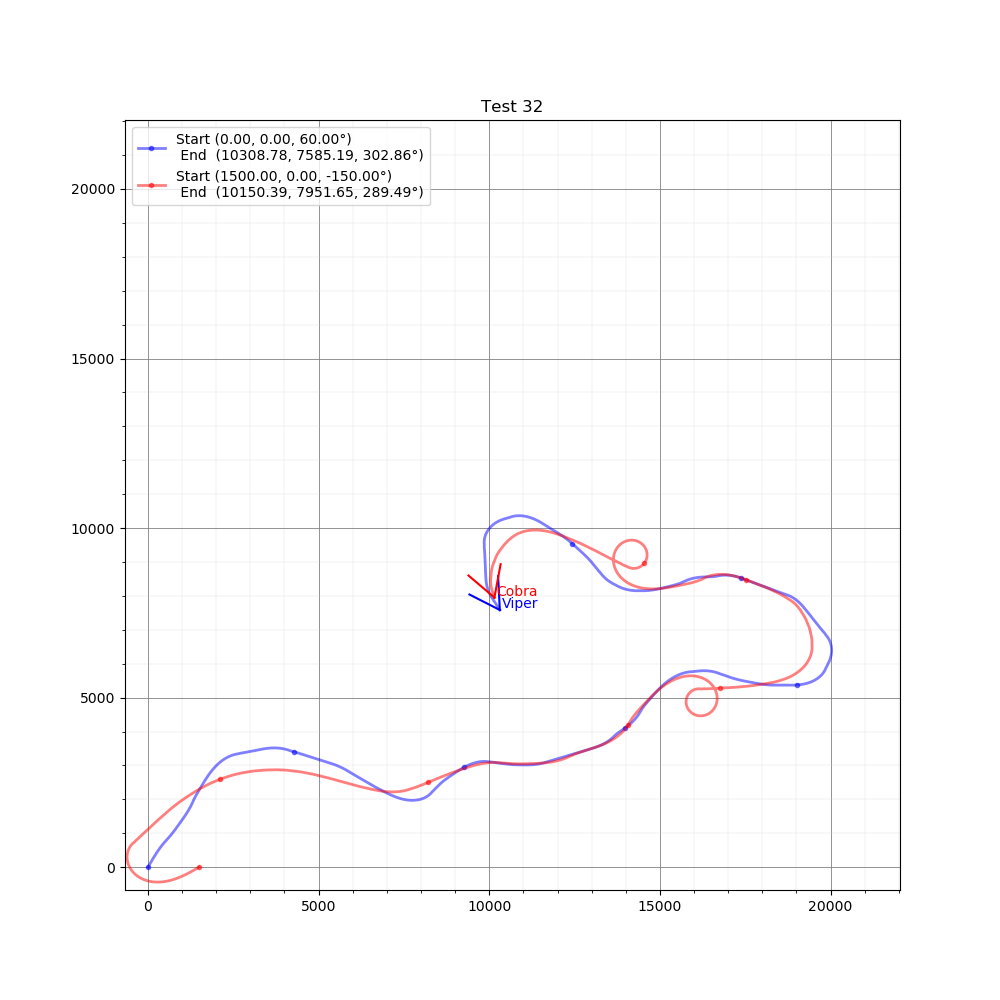 Test 32
Start (0.00, 0.00, 60.00°)
End (10308.78, 7585.19, 302.86°)
Start (1500.00, 0.00, -150.00°)
End (10150.39, 7951.65, 289.49°)
20000
15000
10000
5000
0
Cobra
Viper
0
5000
10000
15000
20000